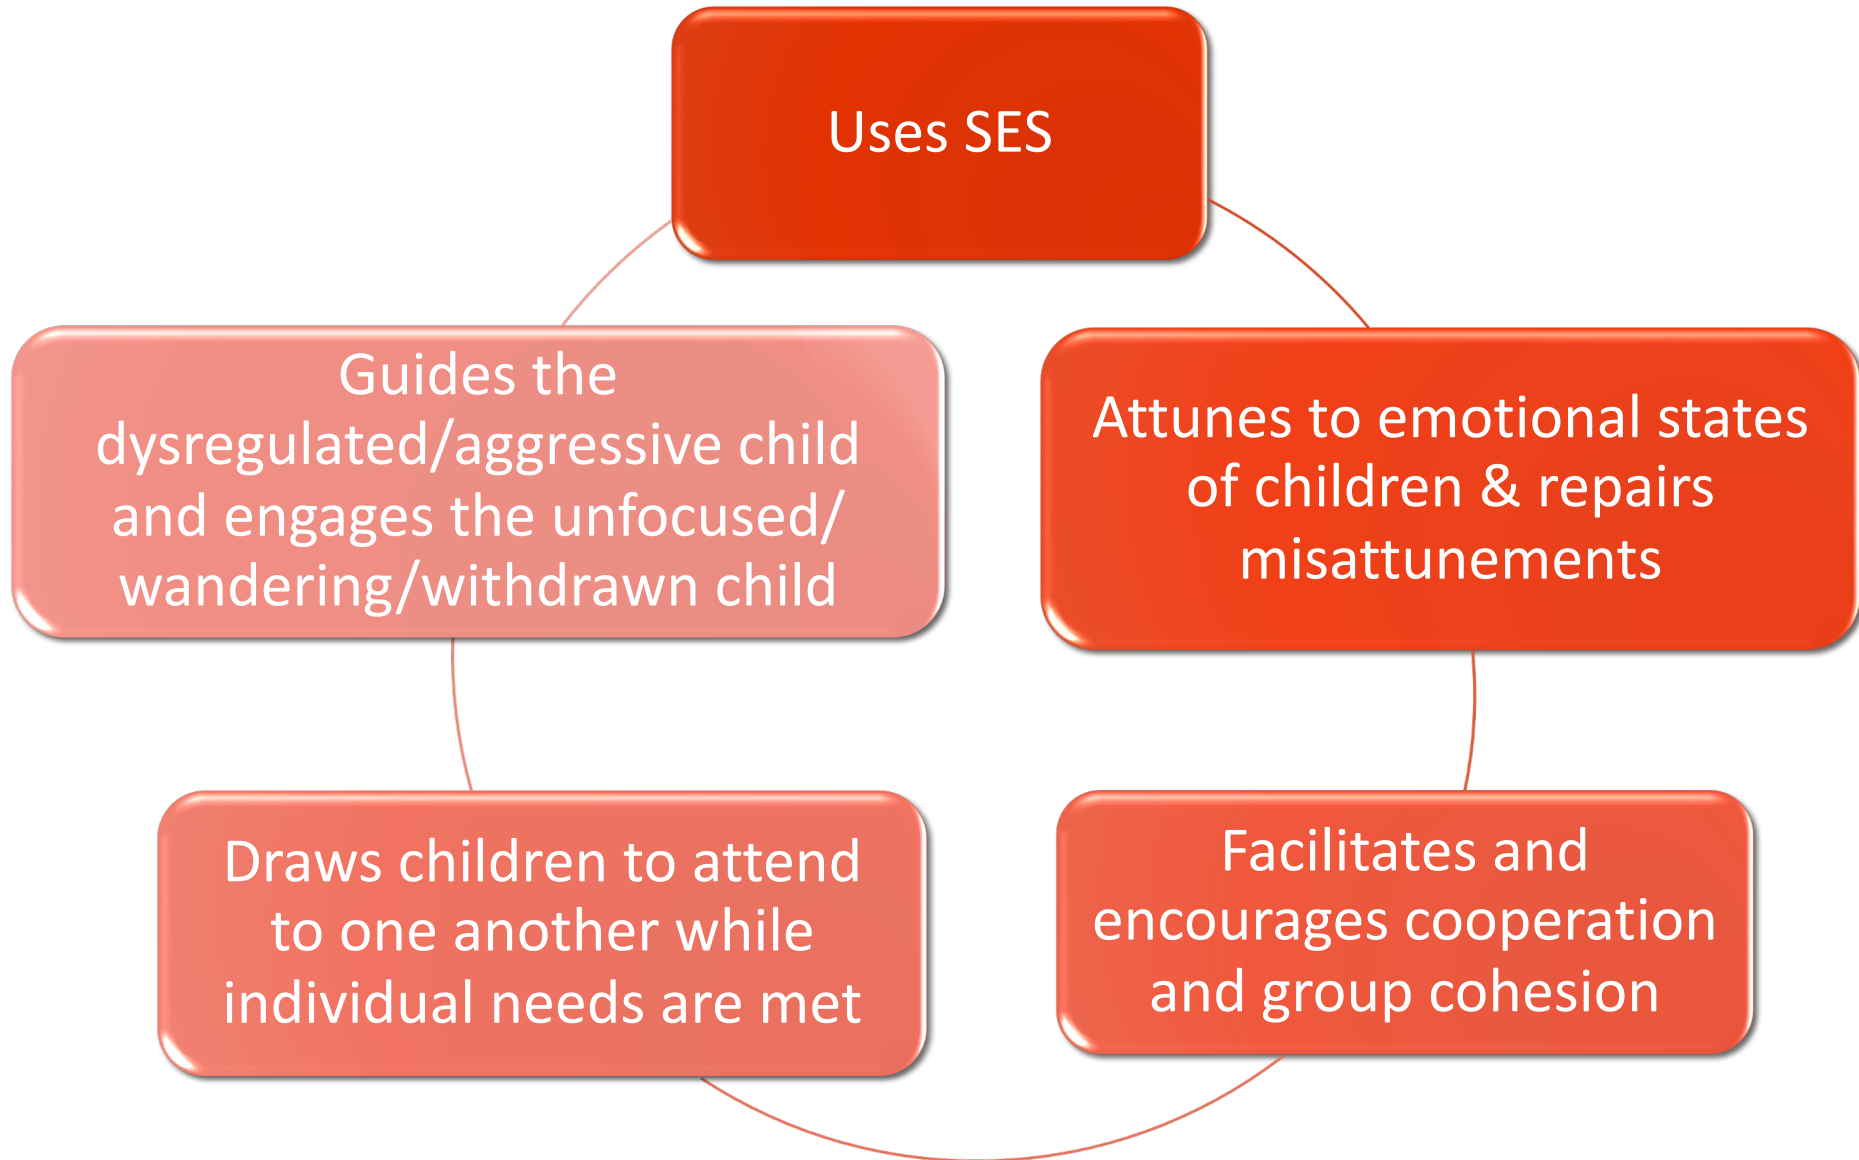 Uses SES
Guides the
dysregulated/aggressive child
and engages the unfocused/
wandering/withdrawn child
Attunes to emotional states
of children & repairs
misattunements
Draws children to attend
to one another while
individual needs are met
Facilitates and
encourages cooperation
and group cohesion